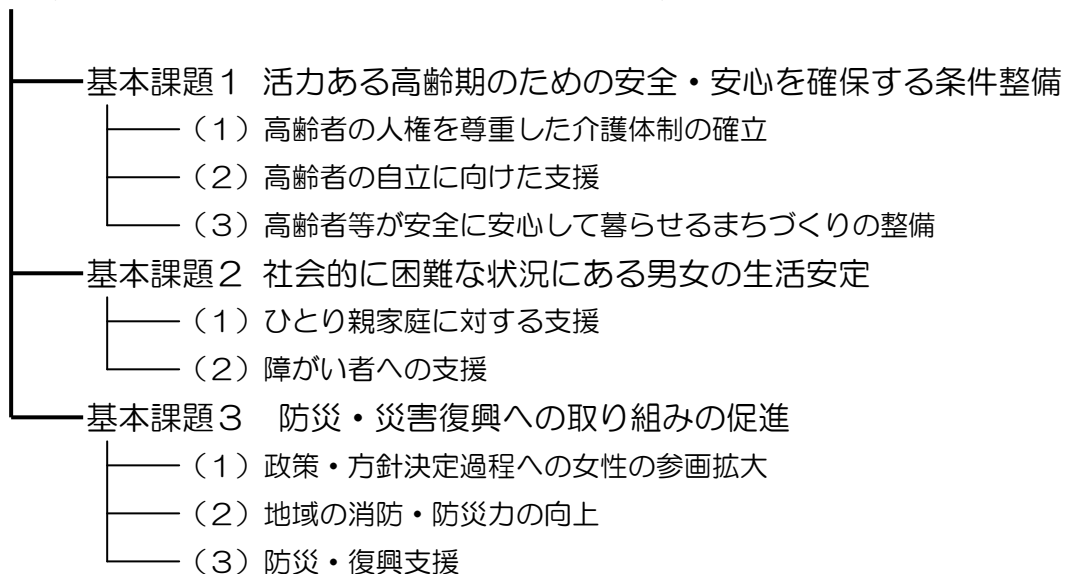 基本課題１ 活力ある高齢期のための安全・安心を確保する条件整備
（１）高齢者の人権を尊重した介護体制の確立
（２）高齢者の自立に向けた支援
（３）高齢者等が安全に安心して暮らせるまちづくりの整備
基本課題２ 社会的に困難な状況にある男女の生活安定
（１）ひとり親家庭に対する支援
（２）障がい者への支援
基本課題３　防災・災害復興への取り組みの促進
（１）政策・方針決定過程への女性の参画拡大
（２）地域の消防・防災力の向上
（３）防災・復興支援